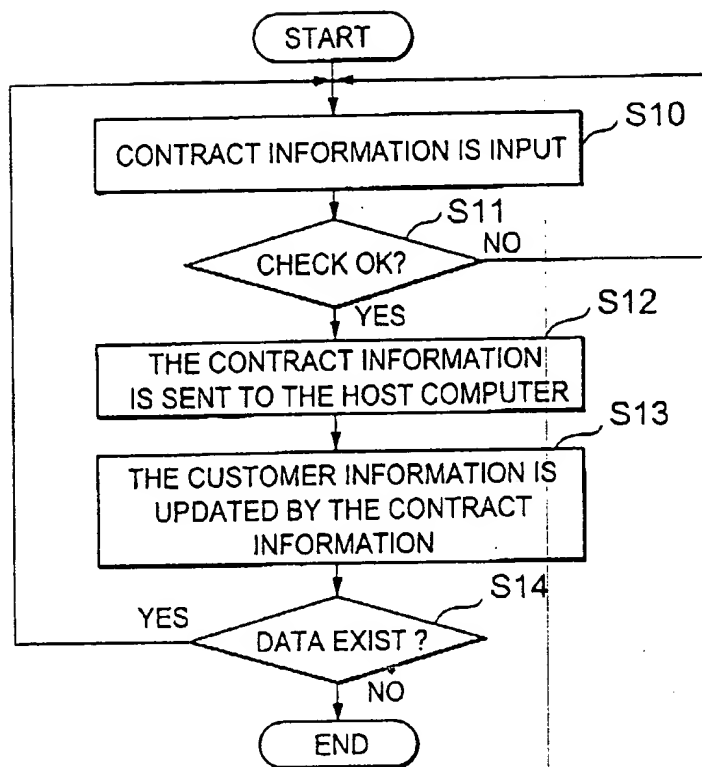 START
S10
CONTRACT INFORMATION IS INPUT
S11
CHECK OK?
NO
YES
S12
THE CONTRACT INFORMATION
IS SENT TO THE HOST COMPUTER
S13
THE CUSTOMER INFORMATION IS
UPDATED BY THE CONTRACT
INFORMATION
S14
YES
DATA EXIST ?
NO
END